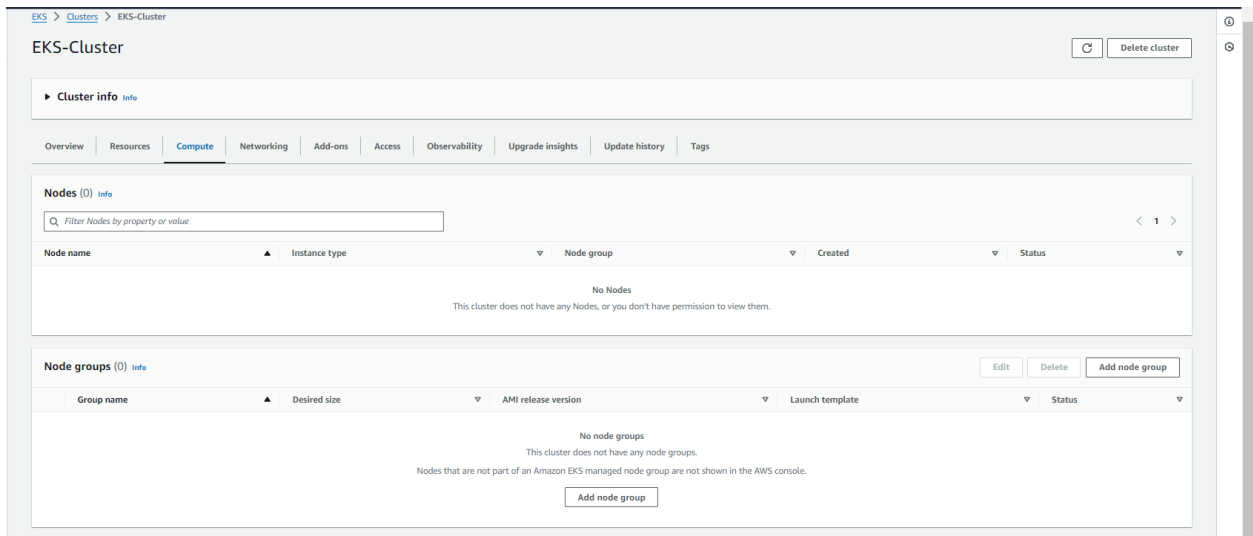 EKS > Clusters > EKS-Cluster
EKS-Cluster
Delete cluster
Cluster info Info
Overview Resources Compute Networking Add-ons Access Observability Upgrade insights Update history Tags
Nodes (0) Info
Filter Nodes by property or value
< 1 >
Node name Instance type Node group Created Status
No Nodes
This cluster does not have any Nodes, or you don't have permission to view them.
Node groups (0) Info
Edit Delete Add node group
Group name Desired size AMI release version Launch template Status
No node groups
This cluster does not have any node groups.
Nodes that are not part of an Amazon EKS managed node group are not shown in the AWS console.
Add node group